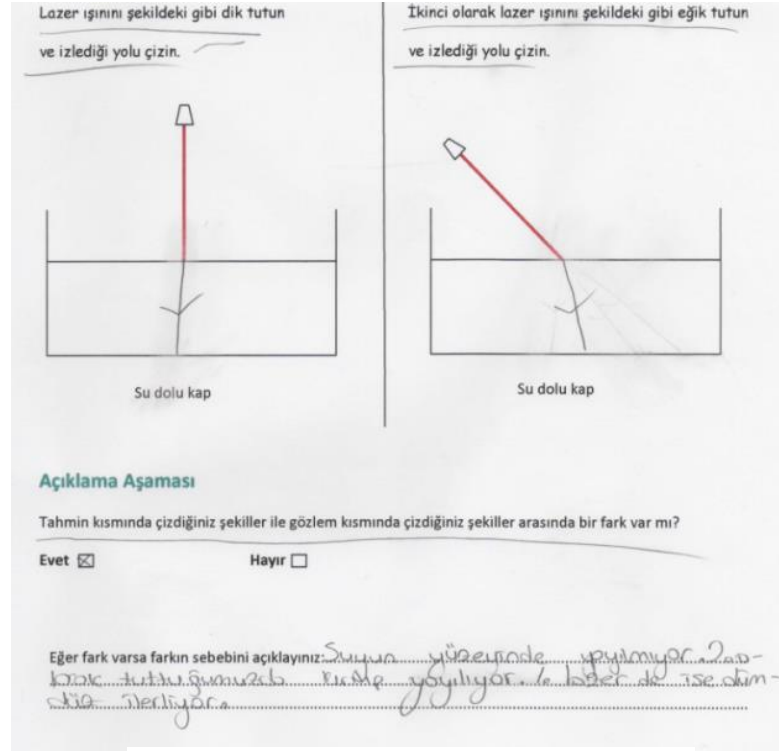 Lazer ışınını şekildeki gibi dik tutun
ve izlediği yolu çizin.
İkinci olarak lazer ışınını şekildeki gibi eğik tutun
ve izlediği yolu çizin.
Su dolu kap
Su dolu kap
Açıklama Aşaması
Tahmin kısmında çizdiğiniz şekiller ile gözlem kısmında çizdiğiniz şekiller arasında bir fark var mı?
Evet ☒ Hayır ☐
Eğer fark varsa farkın sebebini açıklayınız: Suyun yüzeyinde yayılmıyor.
tuttuğumuzda yayılıyor. lazer de ise düm-
düz ilerliyor.